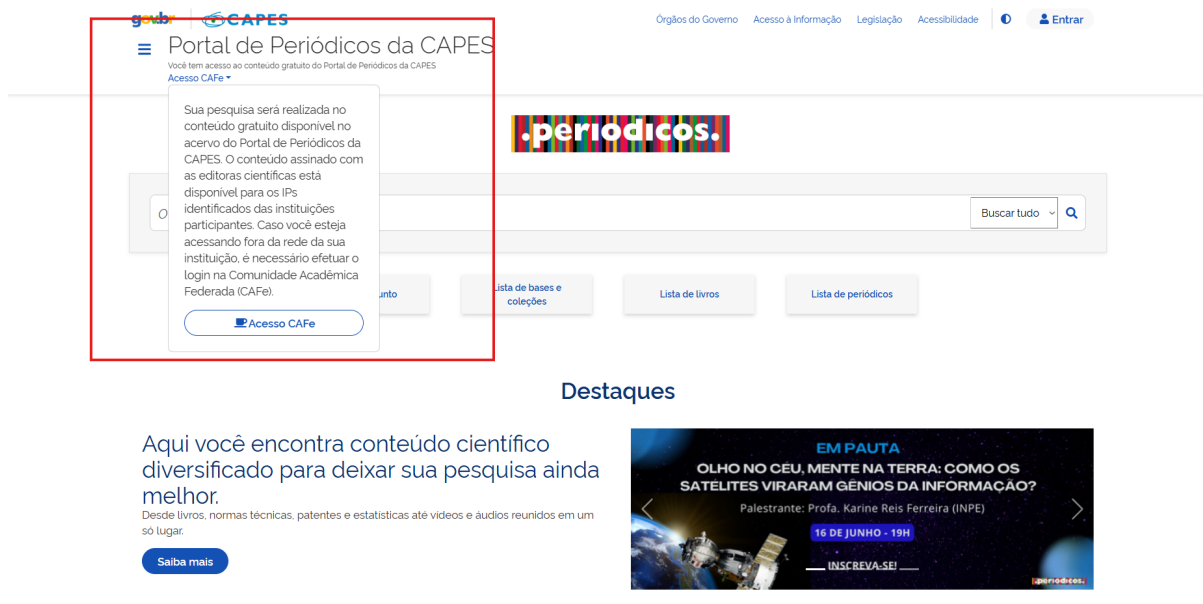 gov.br CAPES Órgãos do Governo Acesso à Informação Legislação Acessibilidade Entrar
Portal de Periódicos da CAPES
Você tem acesso ao conteúdo gratuito do Portal de Periódicos da CAPES
Acesso CAFe
Sua pesquisa será realizada no
conteúdo gratuito disponível no
acervo do Portal de Periódicos da
CAPES. O conteúdo assinado com
as editoras científicas está
disponível para os IPs
identificados das instituições
participantes. Caso você esteja
acessando fora da rede da sua
instituição, é necessário efetuar o
login na Comunidade Acadêmica
Federada (CAFe).
Acesso CAFe
.periodicos.
O
Buscar tudo
unto
Lista de bases e
coleções
Lista de livros
Lista de periódicos
Destaques
Aqui você encontra conteúdo científico
diversificado para deixar sua pesquisa ainda
melhor.
Desde livros, normas técnicas, patentes e estatísticas até vídeos e áudios reunidos em um
só lugar.
Saiba mais
EM PAUTA
OLHO NO CÉU, MENTE NA TERRA: COMO OS
SATÉLITES VIRARAM GÊNIOS DA INFORMAÇÃO?
Palestrante: Profa. Karine Reis Ferreira (INPE)
16 DE JUNHO - 19H
INSCREVA-SE!
.periodicos.